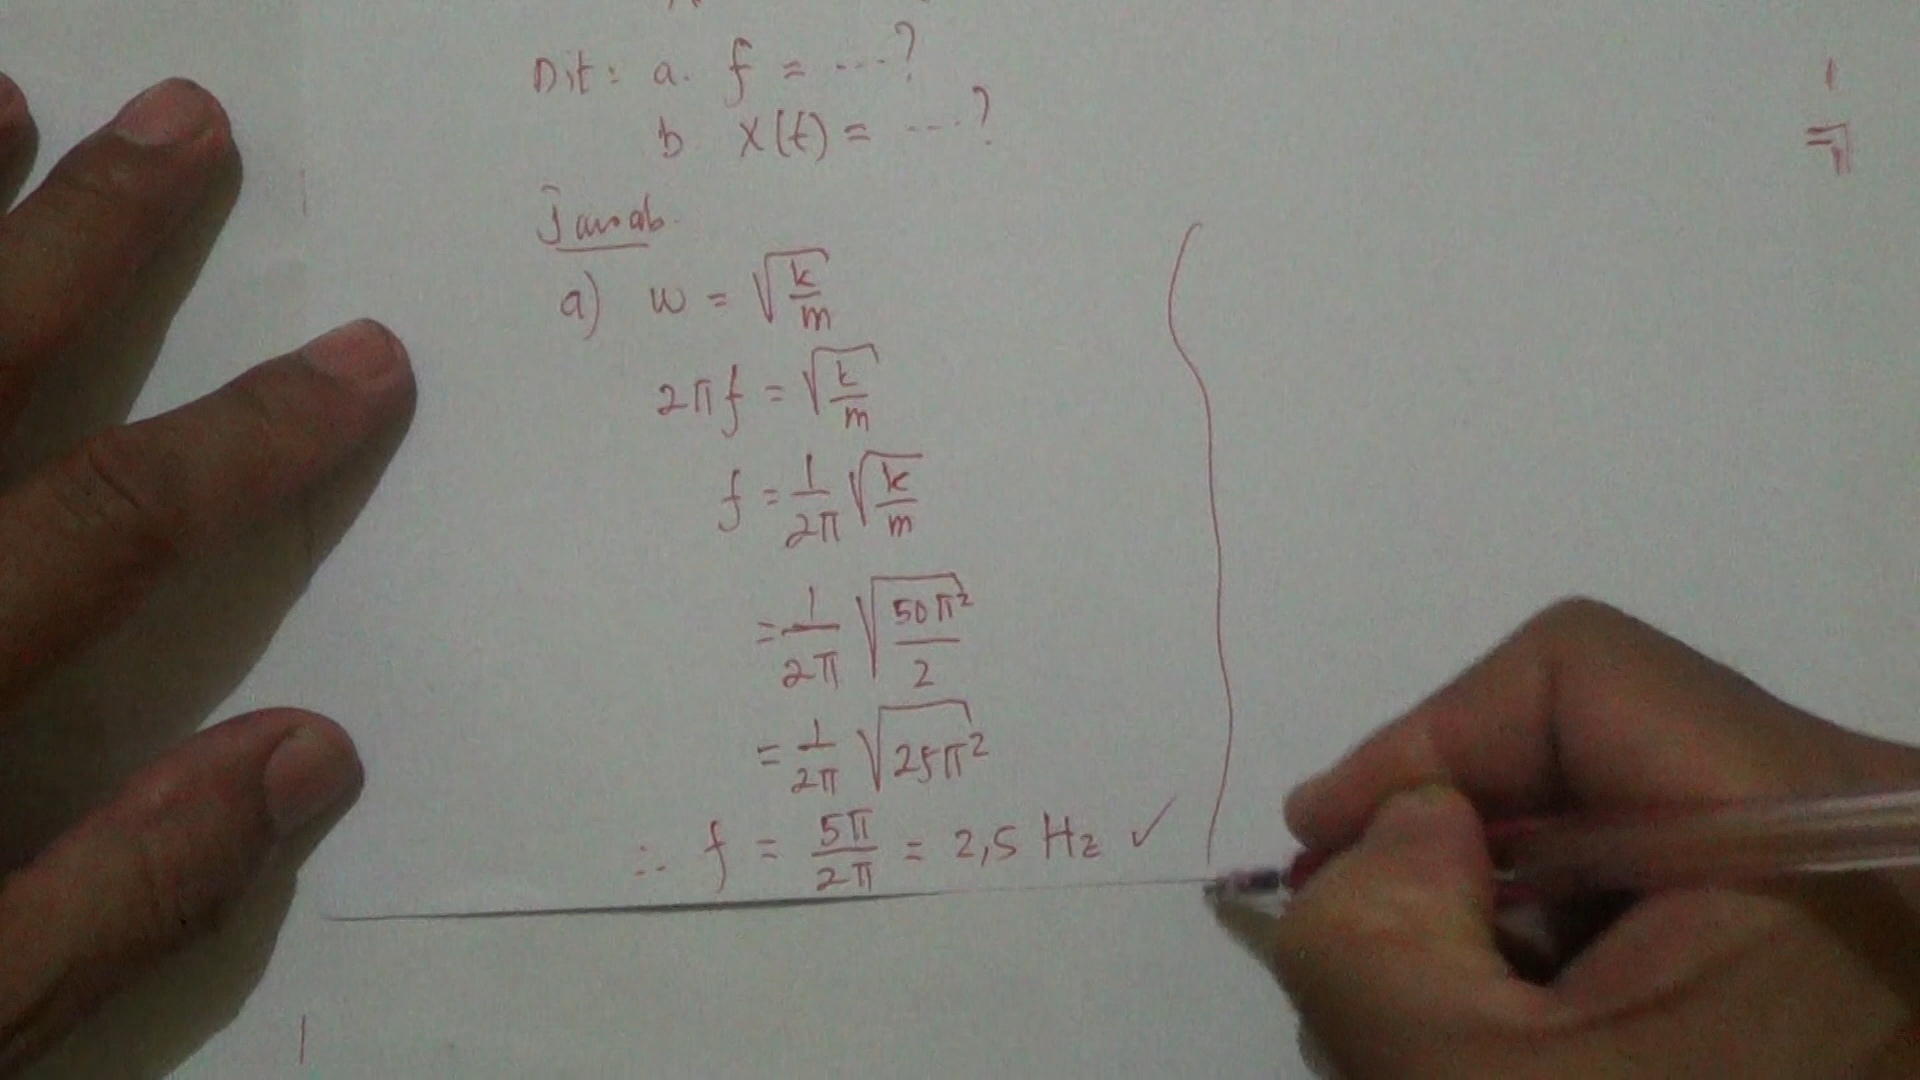 Dit: a. f = ....?
b x(t) = ....?
Jawab.
a) w = √(k/m)
2πf = √(k/m)
f = 1/2π √(k/m)
= 1/2π √(50π²/2)
= 1/2π √(25π²)
∴ f = 5π/2π = 2,5 Hz ✓